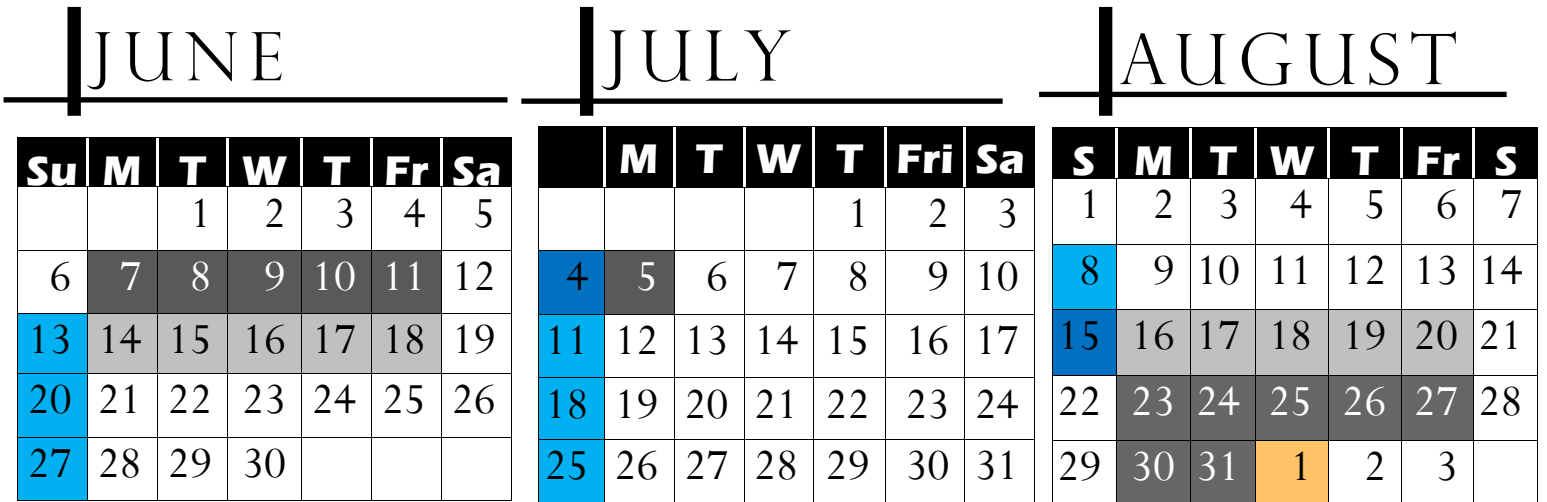 JUNE
Su M T W T Fr Sa
1 2 3 4 5
6 7 8 9 10 11 12
13 14 15 16 17 18 19
20 21 22 23 24 25 26
27 28 29 30
JULY
M T W T Fri Sa
1 2 3
4 5 6 7 8 9 10
11 12 13 14 15 16 17
18 19 20 21 22 23 24
25 26 27 28 29 30 31
AUGUST
S M T W T Fr S
1 2 3 4 5 6 7
8 9 10 11 12 13 14
15 16 17 18 19 20 21
22 23 24 25 26 27 28
29 30 31 1 2 3